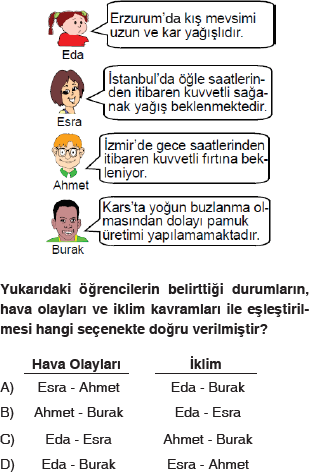 Erzurum'da kış mevsimi
uzun ve kar yağışlıdır.
Eda
İstanbul'da öğle saatlerin-
den itibaren kuvvetli sağa-
nak yağış beklenmektedir.
Esra
İzmir'de gece saatlerinden
itibaren kuvvetli fırtına bek-
leniyor.
Ahmet
Kars'ta yoğun buzlanma ol-
masından dolayı pamuk
üretimi yapılamamaktadır.
Burak
Yukarıdaki öğrencilerin belirttiği durumların,
hava olayları ve iklim kavramları ile eşleştiril-
mesi hangi seçenekte doğru verilmiştir?
Hava Olayları İklim
A) Esra - Ahmet Eda - Burak
B) Ahmet - Burak Eda - Esra
C) Eda - Esra Ahmet - Burak
D) Eda - Burak Esra - Ahmet